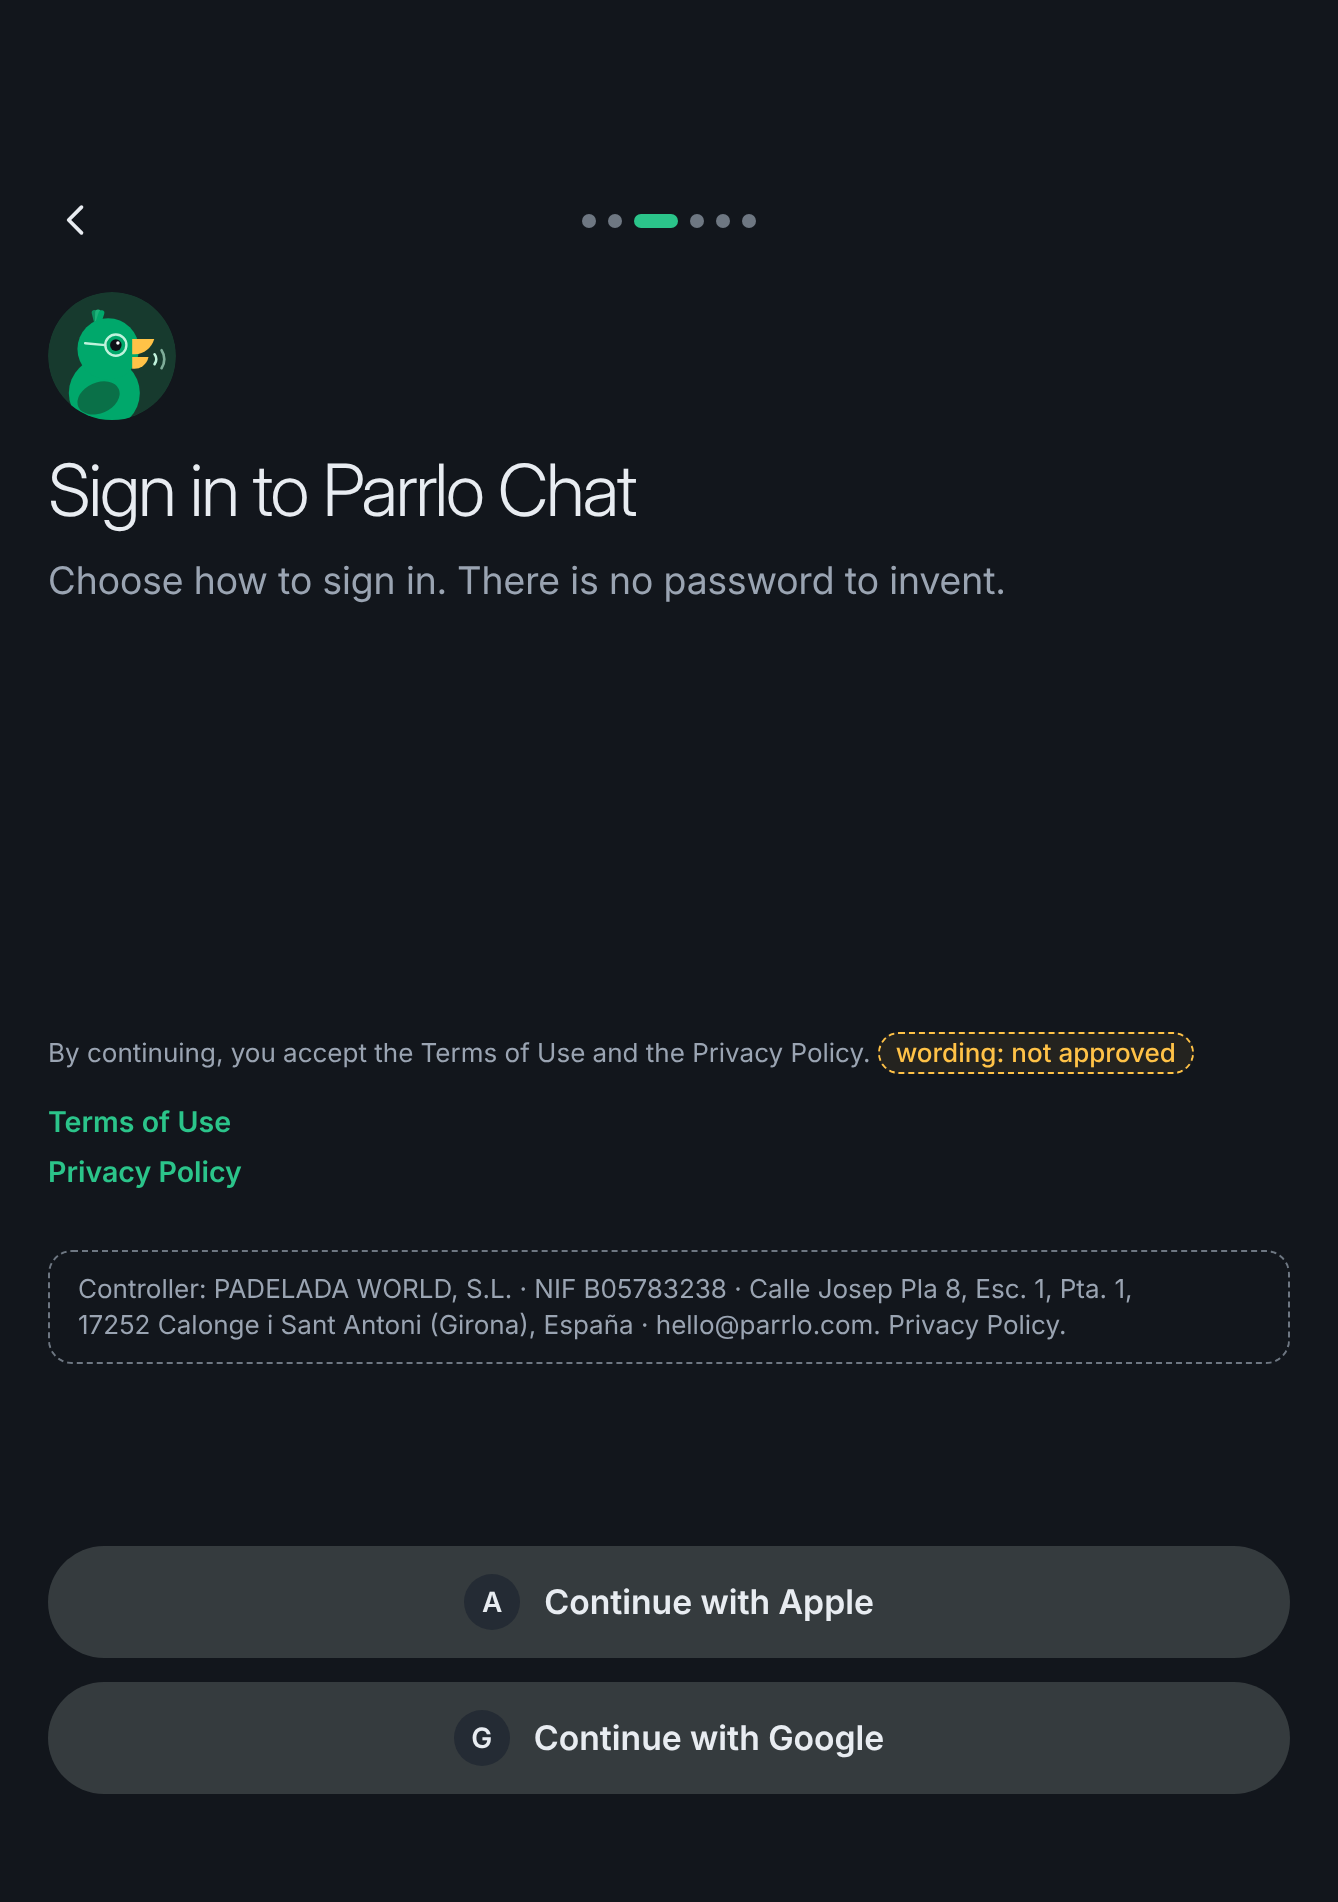 Sign in to Parrlo Chat
Choose how to sign in. There is no password to invent.
By continuing, you accept the Terms of Use and the Privacy Policy. wording: not approved
Terms of Use
Privacy Policy
Controller: PADELADA WORLD, S.L. · NIF B05783238 · Calle Josep Pla 8, Esc. 1, Pta. 1,
17252 Calonge i Sant Antoni (Girona), España · hello@parrlo.com. Privacy Policy.
A Continue with Apple
G Continue with Google